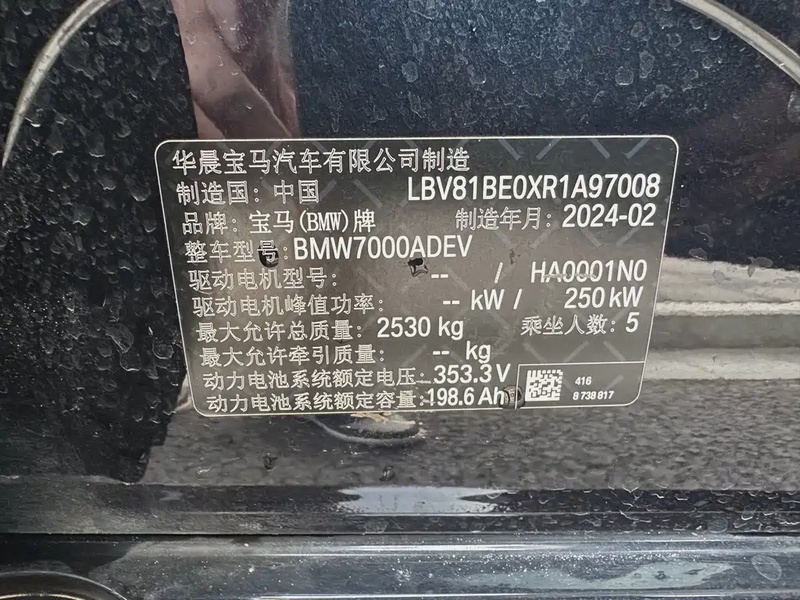 华晨宝马汽车有限公司制造
制造国: 中国 LBV81BE0XR1A97008
品牌: 宝马(BMW)牌 制造年月: 2024-02
整车型号: BMW7000ADEV
驱动电机型号: -- / HA0001N0
驱动电机峰值功率: -- kW / 250 kW
最大允许总质量: 2530 kg 乘坐人数: 5
最大允许牵引质量: -- kg
动力电池系统额定电压: 353.3 V
动力电池系统额定容量: 198.6 Ah
416
8 738 817